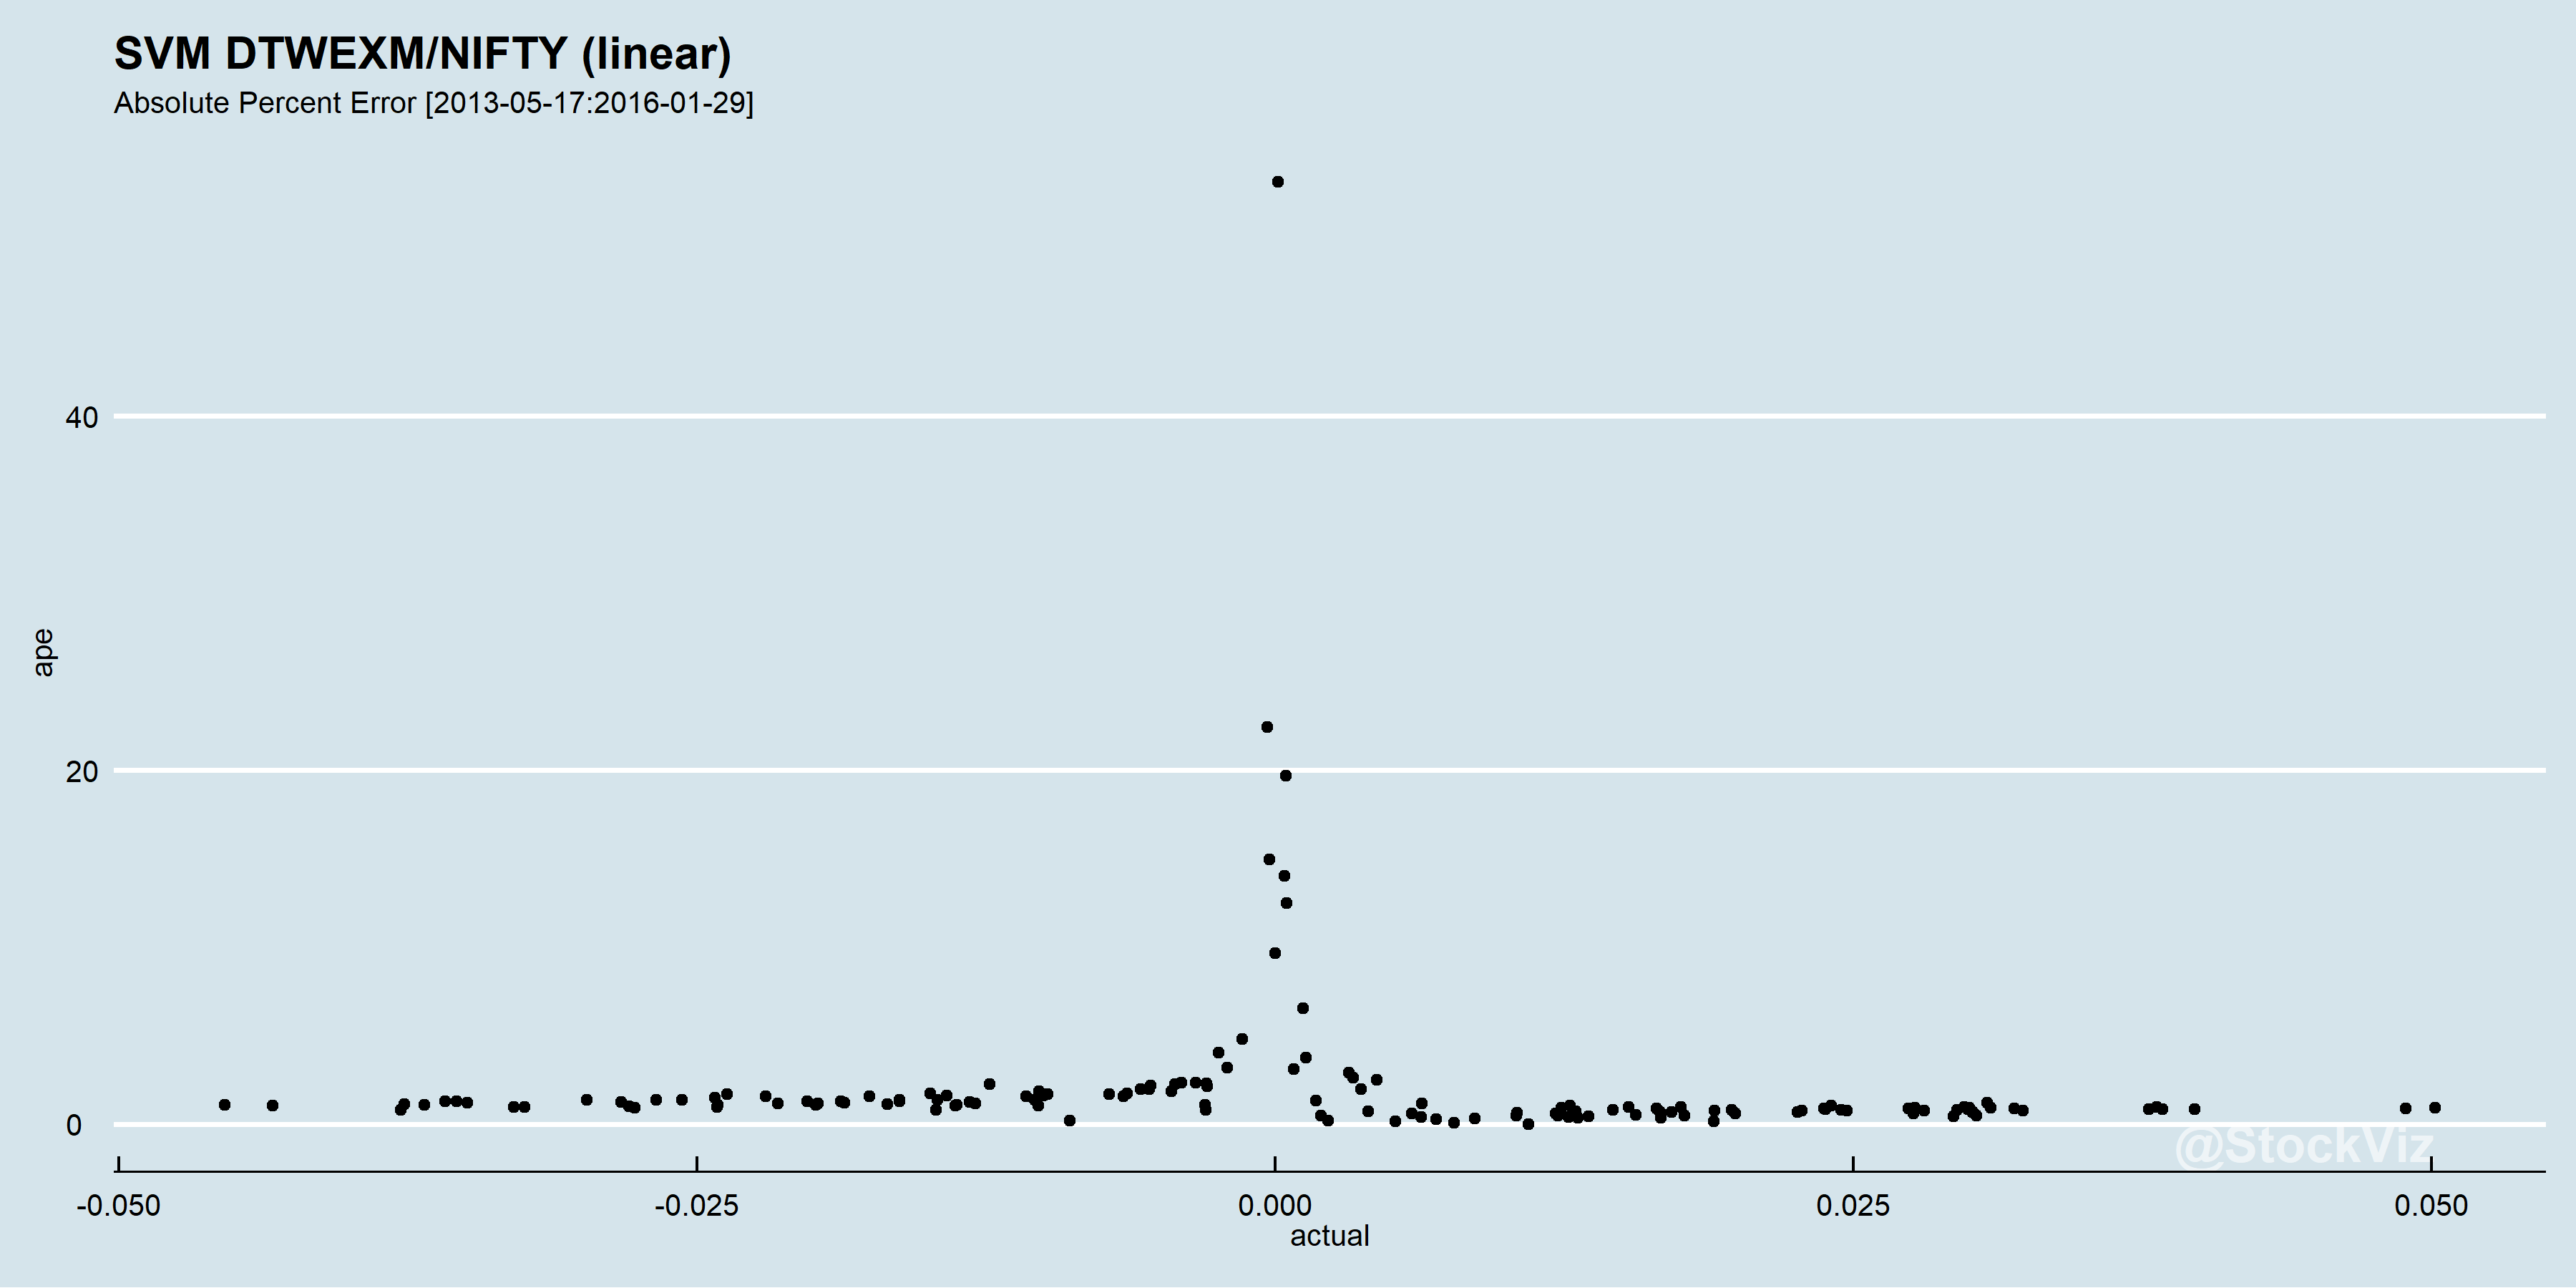 SVM DTWEXM/NIFTY (linear)
Absolute Percent Error [2013-05-17:2016-01-29]
40
20
0
ape
@StockViz
-0.050 -0.025 0.000 0.025 0.050
actual